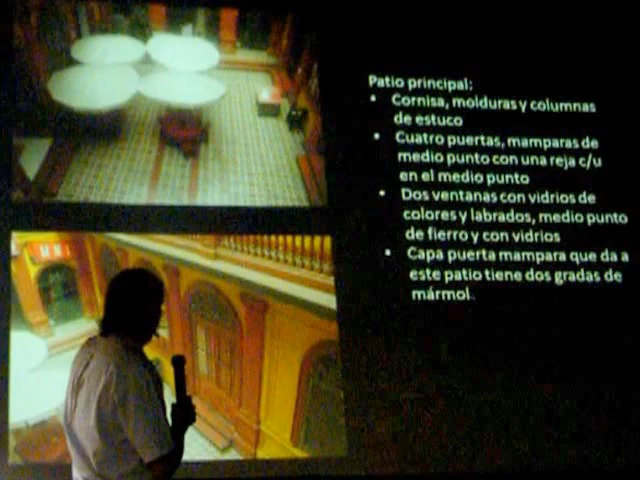 Patio principal:
• Cornisa, molduras y columnas
de estuco
• Cuatro puertas, mamparas de
medio punto con una reja c/u
en el medio punto
• Dos ventanas con vidrios de
colores y labrados, medio punto
de fierro y con vidrios
• Capa puerta mampara que da a
este patio tiene dos gradas de
mármol.